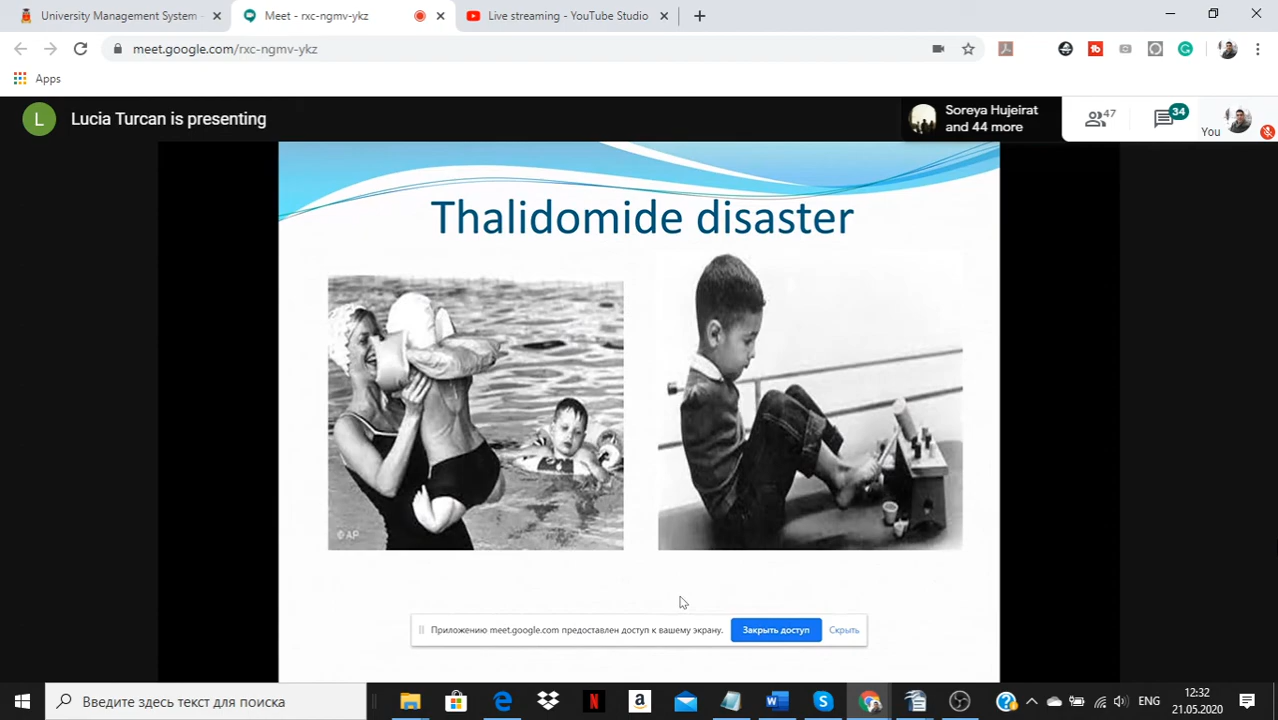 University Management System -
Meet - rxc-ngmv-ykz
Live streaming - YouTube Studio
meet.google.com/rxc-ngmv-ykz
Apps
L
Lucia Turcan is presenting
Soreya Hujeirat
and 44 more
47
34
You
Thalidomide disaster
© AP
Приложению meet.google.com предоставлен доступ к вашему экрану.
Закрыть доступ
Скрыть
Введите здесь текст для поиска
ENG
12:32
21.05.2020